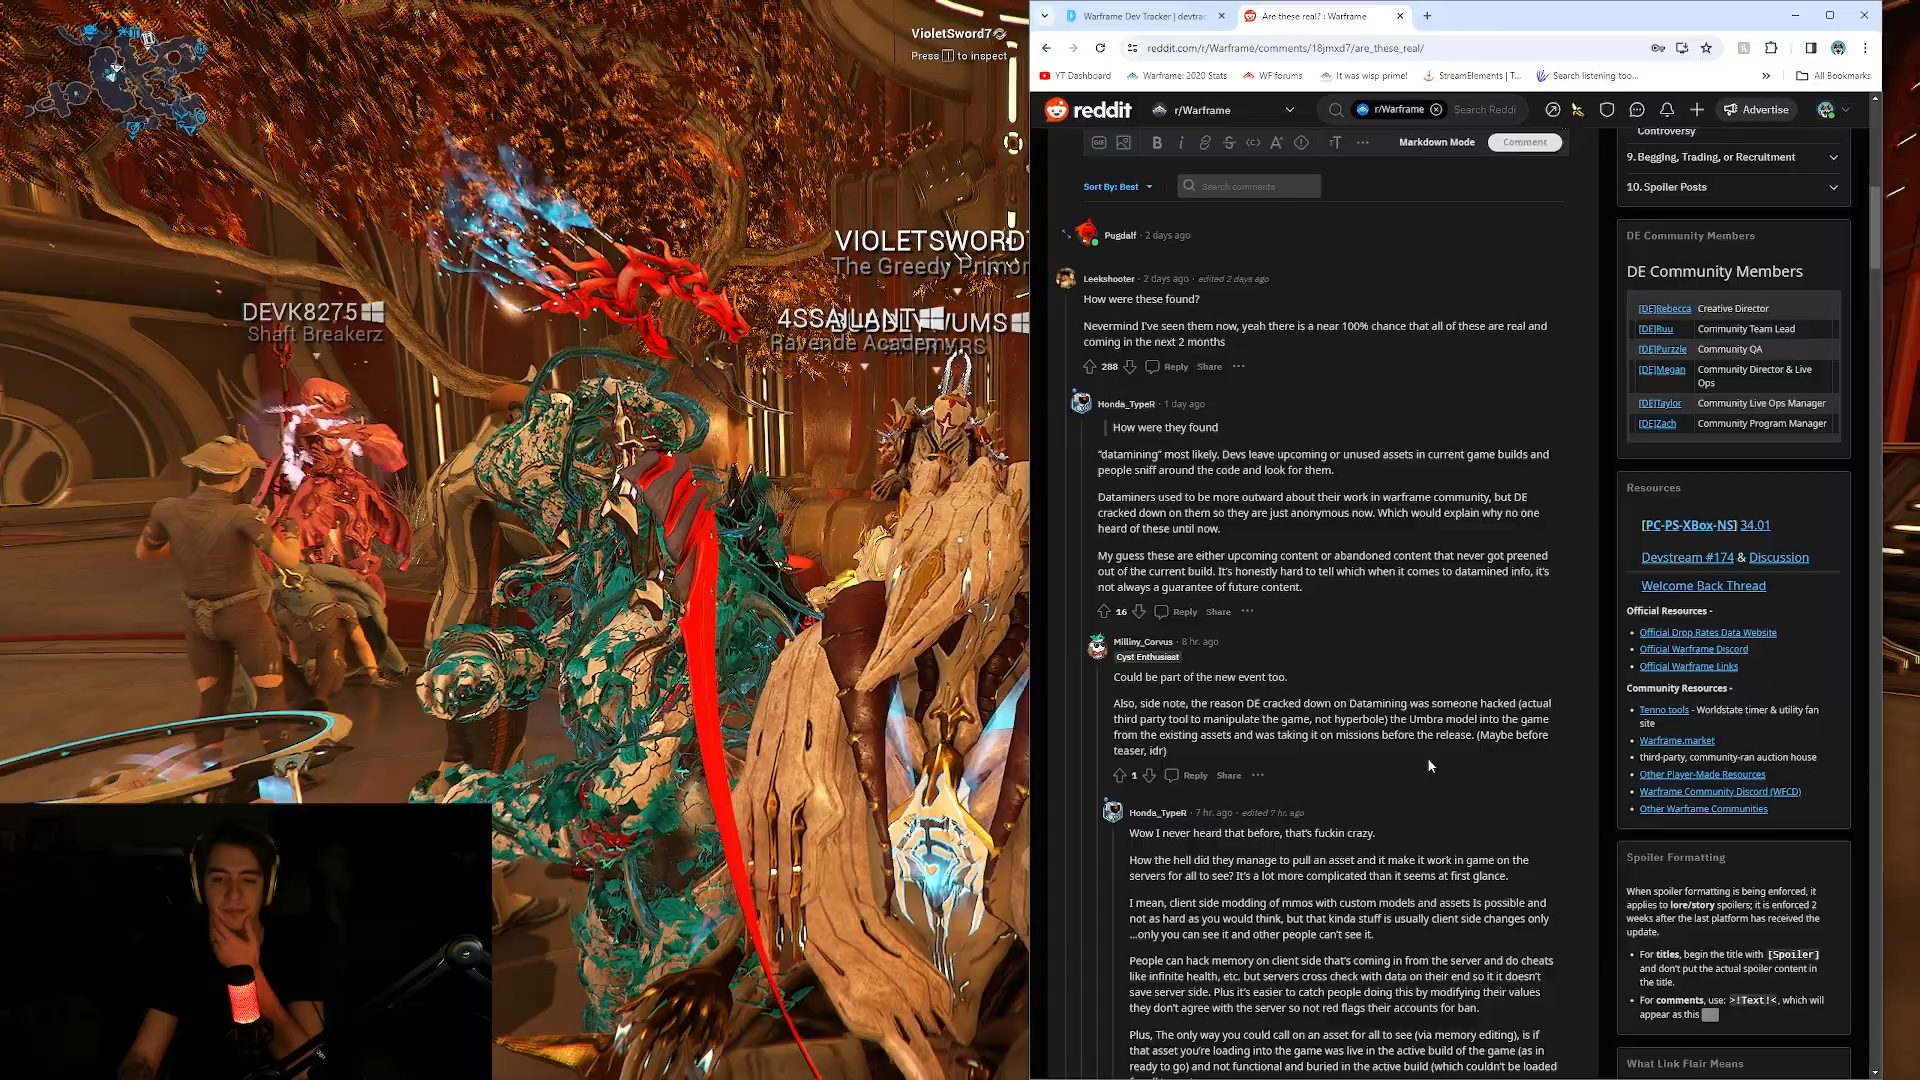 VioletSword7
Press to inspect
DEVK8275
Shaft Breakerz
VIOLETSWORD7
The Greedy Primor
4SSAILANT
Ravende Academy
Warframe Dev Tracker | devtrac
Are these real? : Warframe
reddit.com/r/Warframe/comments/18jmxd7/are_these_real/
YT Dashboard
Warframe: 2020 Stats
WF forums
It was wisp prime!
StreamElements | T...
Search listening too...
All Bookmarks
reddit
r/Warframe
r/Warframe
Search Reddi
Advertise
Markdown Mode
Comment
Sort By: Best
Search comments
Pugdalf · 2 days ago
Leekshooter · 2 days ago · edited 2 days ago
How were these found?
Nevermind I've seen them now, yeah there is a near 100% chance that all of these are real and
coming in the next 2 months
288 Reply Share ···
Honda_TypeR · 1 day ago
How were they found
“datamining” most likely. Devs leave upcoming or unused assets in current game builds and
people sniff around the code and look for them.
Dataminers used to be more outward about their work in warframe community, but DE
cracked down on them so they are just anonymous now. Which would explain why no one
heard of these until now.
My guess these are either upcoming content or abandoned content that never got preened
out of the current build. It's honestly hard to tell which when it comes to datamined info, it's
not always a guarantee of future content.
16 Reply Share ···
Milliny_Corvus · 8 hr. ago
Cyst Enthusiast
Could be part of the new event too.
Also, side note, the reason DE cracked down on Datamining was someone hacked (actual
third party tool to manipulate the game, not hyperbole) the Umbra model into the game
from the existing assets and was taking it on missions before the release. (Maybe before
teaser, idr)
1 Reply Share ···
Honda_TypeR · 7 hr. ago · edited 7 hr. ago
Wow I never heard that before, that's fuckin crazy.
How the hell did they manage to pull an asset and it make it work in game on the
servers for all to see? It's a lot more complicated than it seems at first glance.
I mean, client side modding of mmos with custom models and assets Is possible and
not as hard as you would think, but that kinda stuff is usually client side changes only
...only you can see it and other people can't see it.
People can hack memory on client side that's coming in from the server and do cheats
like infinite health, etc. but servers cross check with data on their end so it it doesn't
save server side. Plus it's easier to catch people doing this by modifying their values
they don't agree with the server so not red flags their accounts for ban.
Plus, The only way you could call on an asset for all to see (via memory editing), is if
that asset you're loading into the game was live in the active build of the game (as in
ready to go) and not functional and buried in the active build (which couldn't be loaded
Controversy
9. Begging, Trading, or Recruitment
10. Spoiler Posts
DE Community Members
DE Community Members
[DE]Rebecca Creative Director
[DE]Ruu Community Team Lead
[DE]Purzzle Community QA
[DE]Megan Community Director & Live
Ops
[DE]Taylor Community Live Ops Manager
[DE]Zach Community Program Manager
Resources
[PC-PS-XBox-NS] 34.01
Devstream #174 & Discussion
Welcome Back Thread
Official Resources -
• Official Drop Rates Data Website
• Official Warframe Discord
• Official Warframe Links
Community Resources -
• Tenno tools - Worldstate timer & utility fan
site
• Warframe.market
• third-party, community-ran auction house
• Other Player-Made Resources
• Warframe Community Discord (WFCD)
• Other Warframe Communities
Spoiler Formatting
When spoiler formatting is being enforced, it
applies to lore/story spoilers; it is enforced 2
weeks after the last platform has received the
update.
• For titles, begin the title with [Spoiler]
and don't put the actual spoiler content in
the title.
• For comments, use: >!Text!<, which will
appear as this
What Link Flair Means